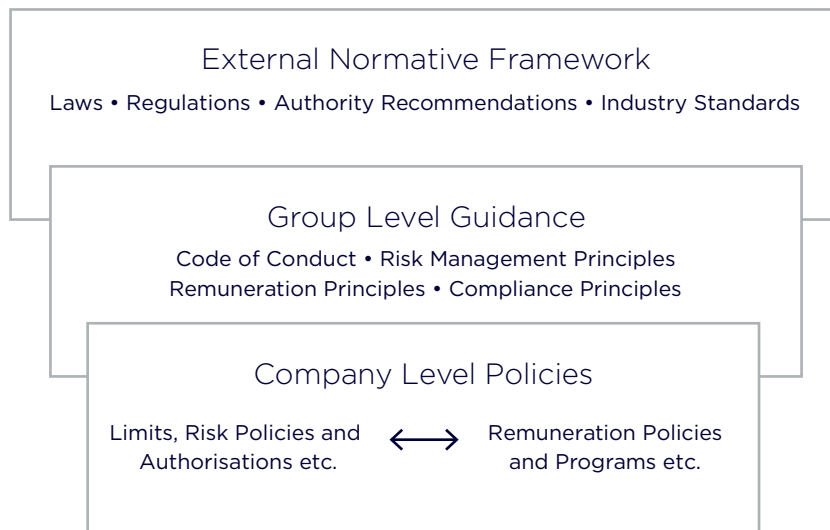 External Normative Framework
Laws • Regulations • Authority Recommendations • Industry Standards
Group Level Guidance
Code of Conduct • Risk Management Principles
Remuneration Principles • Compliance Principles
Company Level Policies
Limits, Risk Policies and
Authorisations etc.
Remuneration Policies
and Programs etc.